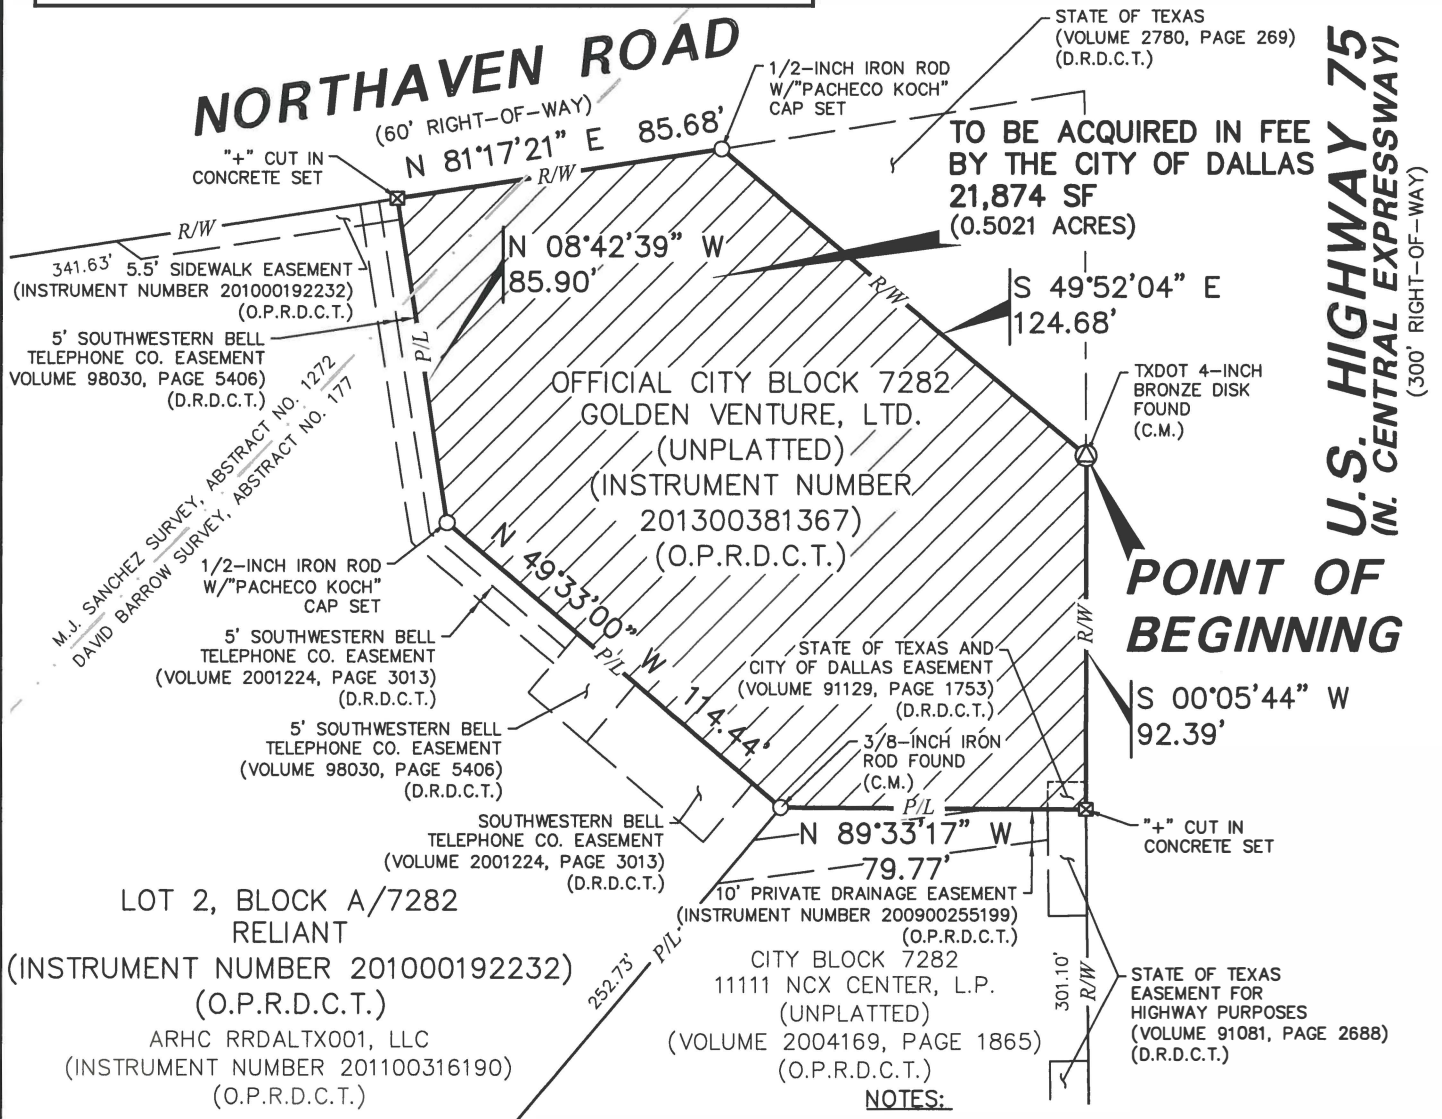 NORTHAVEN ROAD
(60' RIGHT-OF-WAY)
N 81°17'21" E 85.68'
R/W
"+" CUT IN
CONCRETE SET
1/2-INCH IRON ROD
W/"PACHECO KOCH"
CAP SET
STATE OF TEXAS
(VOLUME 2780, PAGE 269)
(D.R.D.C.T.)
U.S. HIGHWAY 75
(N. CENTRAL EXPRESSWAY)
(300' RIGHT-OF-WAY)
TO BE ACQUIRED IN FEE
BY THE CITY OF DALLAS
21,874 SF
(0.5021 ACRES)
R/W
341.63'
5.5' SIDEWALK EASEMENT
(INSTRUMENT NUMBER 201000192232)
(O.P.R.D.C.T.)
N 08°42'39" W
85.90'
P/L
R/W
S 49°52'04" E
124.68'
5' SOUTHWESTERN BELL
TELEPHONE CO. EASEMENT
VOLUME 98030, PAGE 5406)
(D.R.D.C.T.)
M.J. SANCHEZ SURVEY, ABSTRACT NO. 1272
DAVID BARROW SURVEY, ABSTRACT NO. 177
OFFICIAL CITY BLOCK 7282
GOLDEN VENTURE, LTD.
(UNPLATTED)
(INSTRUMENT NUMBER
201300381367)
(O.P.R.D.C.T.)
TXDOT 4-INCH
BRONZE DISK
FOUND
(C.M.)
POINT OF
BEGINNING
R/W
S 00°05'44" W
92.39'
1/2-INCH IRON ROD
W/"PACHECO KOCH"
CAP SET
N 49°33'00" W 114.44'
P/L
5' SOUTHWESTERN BELL
TELEPHONE CO. EASEMENT
(VOLUME 2001224, PAGE 3013)
(D.R.D.C.T.)
STATE OF TEXAS AND
CITY OF DALLAS EASEMENT
(VOLUME 91129, PAGE 1753)
(D.R.D.C.T.)
5' SOUTHWESTERN BELL
TELEPHONE CO. EASEMENT
(VOLUME 98030, PAGE 5406)
(D.R.D.C.T.)
3/8-INCH IRON
ROD FOUND
(C.M.)
P/L
N 89°33'17" W
79.77'
"+" CUT IN
CONCRETE SET
SOUTHWESTERN BELL
TELEPHONE CO. EASEMENT
(VOLUME 2001224, PAGE 3013)
(D.R.D.C.T.)
10' PRIVATE DRAINAGE EASEMENT
(INSTRUMENT NUMBER 200900255199)
(O.P.R.D.C.T.)
LOT 2, BLOCK A/7282
RELIANT
(INSTRUMENT NUMBER 201000192232)
(O.P.R.D.C.T.)
ARHC RRDALTX001, LLC
(INSTRUMENT NUMBER 201100316190)
(O.P.R.D.C.T.)
252.73'
P/L
CITY BLOCK 7282
11111 NCX CENTER, L.P.
(UNPLATTED)
(VOLUME 2004169, PAGE 1865)
(O.P.R.D.C.T.)
301.10'
R/W
STATE OF TEXAS
EASEMENT FOR
HIGHWAY PURPOSES
(VOLUME 91081, PAGE 2688)
(D.R.D.C.T.)
NOTES: